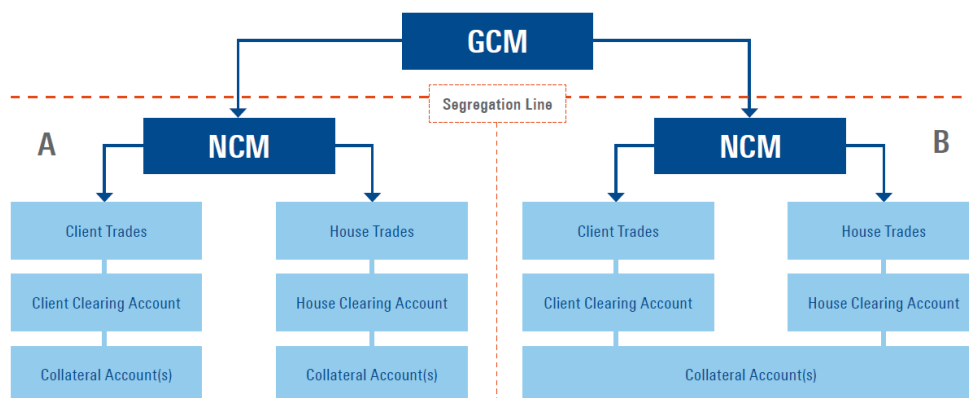 GCM
Segregation Line
A
NCM
NCM
B
Client Trades
House Trades
Client Trades
House Trades
Client Clearing Account
House Clearing Account
Client Clearing Account
House Clearing Account
Collateral Account(s)
Collateral Account(s)
Collateral Account(s)